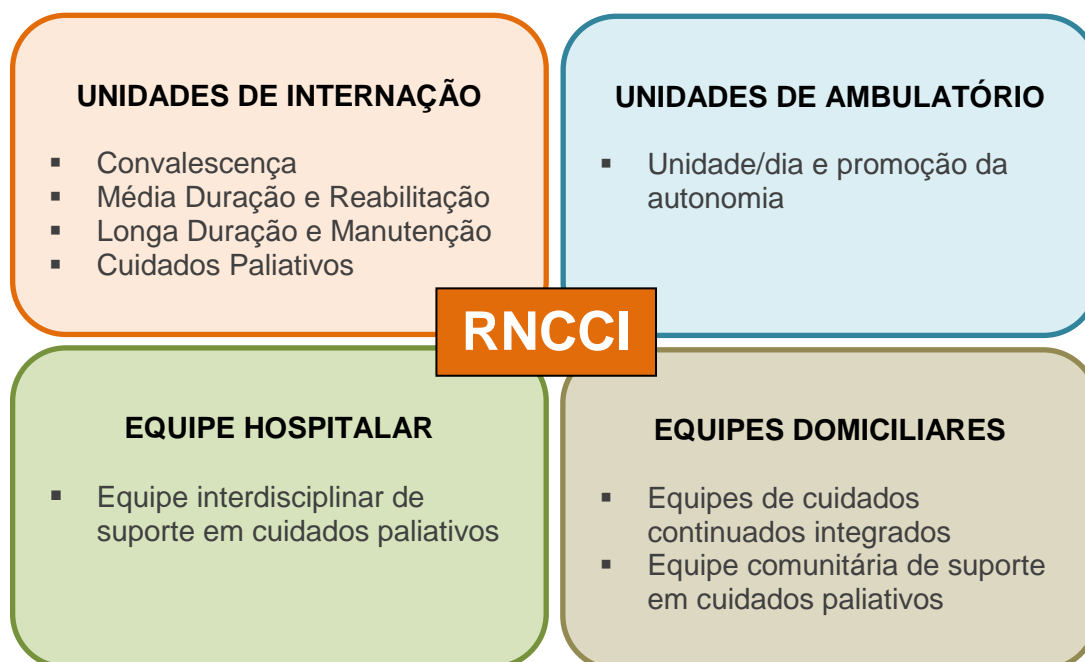 UNIDADES DE INTERNAÇÃO
▪ Convalescença
▪ Média Duração e Reabilitação
▪ Longa Duração e Manutenção
▪ Cuidados Paliativos
UNIDADES DE AMBULATÓRIO
▪ Unidade/dia e promoção da
autonomia
RNCCI
EQUIPE HOSPITALAR
▪ Equipe interdisciplinar de
suporte em cuidados paliativos
EQUIPES DOMICILIARES
▪ Equipes de cuidados
continuados integrados
▪ Equipe comunitária de suporte
em cuidados paliativos